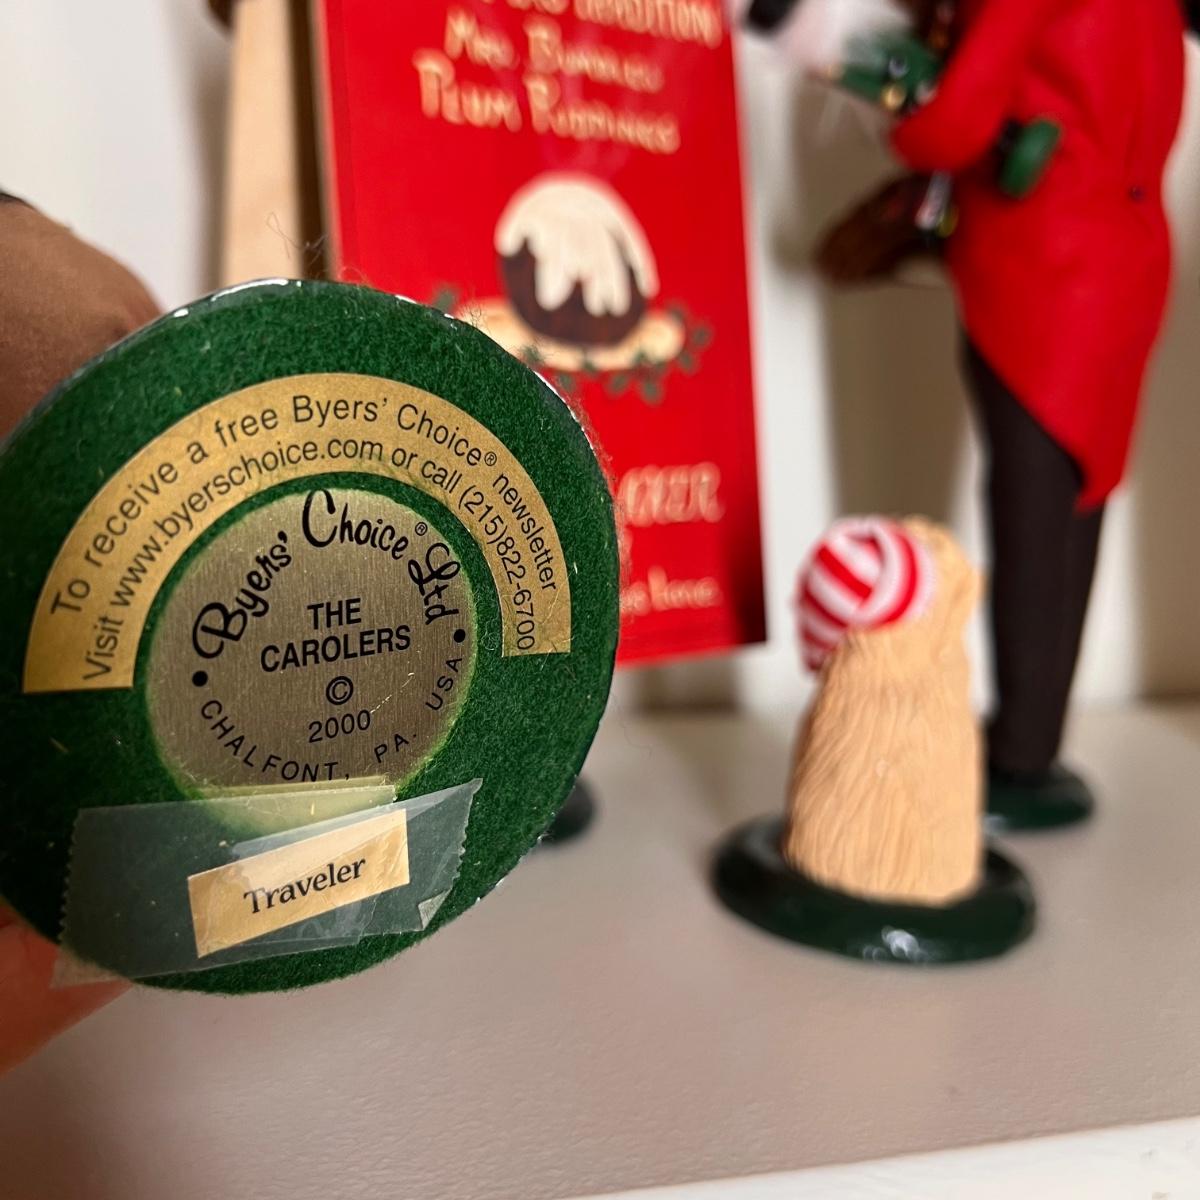 Mrs. Bumbles
Plum Puddings
To receive a free Byers' Choice® newsletter
Visit www.byerschoice.com or call (215)822-6700
Byers' Choice® Ltd
THE
CAROLERS
©
2000
• CHALFONT, PA. USA •
Traveler